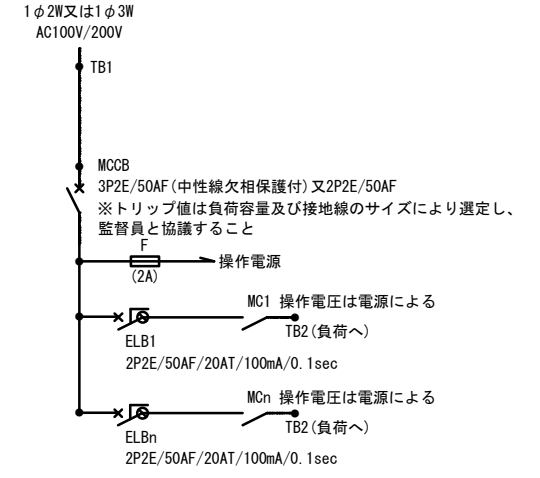 1φ2W又は1φ3W
AC100V/200V
TB1
MCCB
3P2E/50AF(中性線欠相保護付)又2P2E/50AF
※トリップ値は負荷容量及び接地線のサイズにより選定し、
監督員と協議すること
F
操作電源
(2A)
MC1 操作電圧は電源による
TB2(負荷へ)
ELB1
2P2E/50AF/20AT/100mA/0.1sec
MCn 操作電圧は電源による
TB2(負荷へ)
ELBn
2P2E/50AF/20AT/100mA/0.1sec